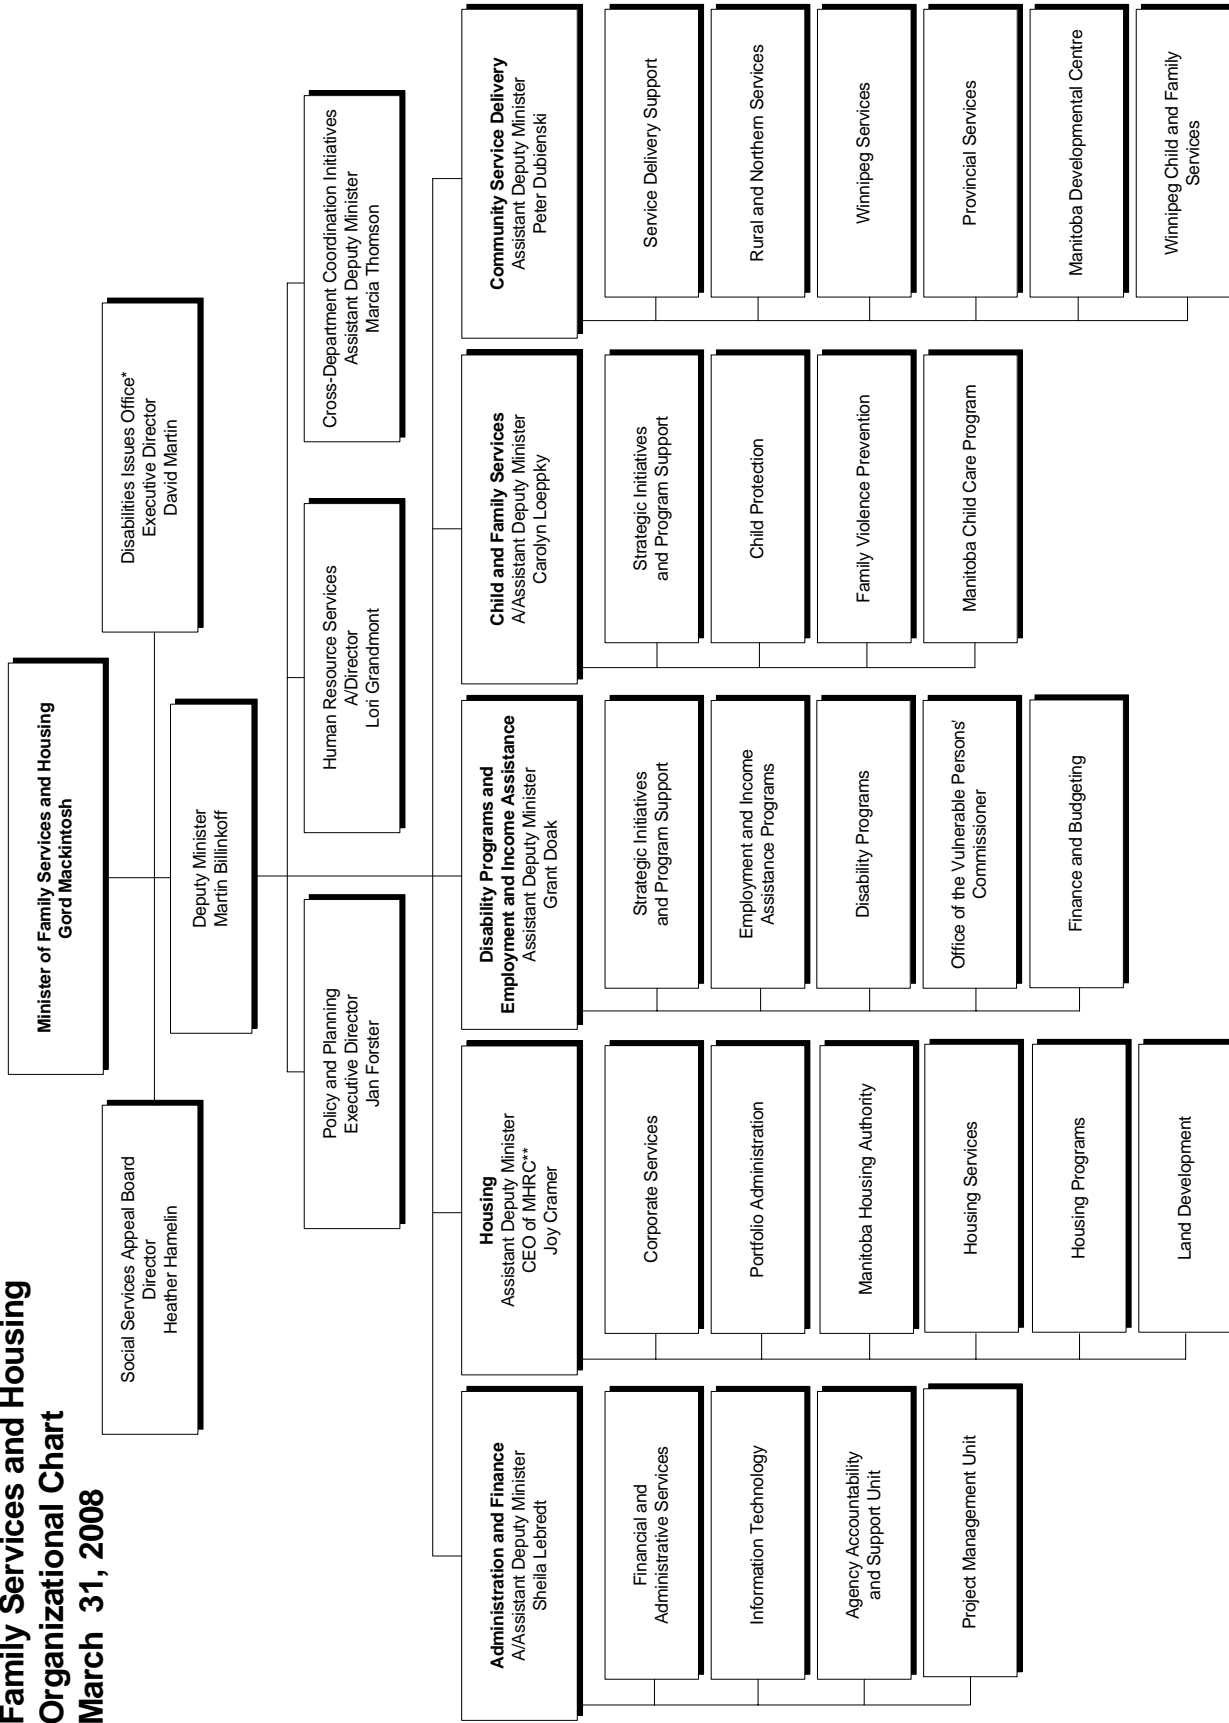 Family Services and Housing
Organizational Chart
March 31, 2008
Minister of Family Services and Housing
Gord Mackintosh
Social Services Appeal Board
Director
Heather Hamelin
Disabilities Issues Office*
Executive Director
David Martin
Deputy Minister
Martin Billinkoff
Policy and Planning
Executive Director
Jan Forster
Human Resource Services
A/Director
Lori Grandmont
Cross-Department Coordination Initiatives
Assistant Deputy Minister
Marcia Thomson
Administration and Finance
A/Assistant Deputy Minister
Sheila Lebredt
Financial and
Administrative Services
Information Technology
Agency Accountability
and Support Unit
Project Management Unit
Housing
Assistant Deputy Minister
CEO of MHRC**
Joy Cramer
Corporate Services
Portfolio Administration
Manitoba Housing Authority
Housing Services
Housing Programs
Land Development
Disability Programs and
Employment and Income Assistance
Assistant Deputy Minister
Grant Doak
Strategic Initiatives
and Program Support
Employment and Income
Assistance Programs
Disability Programs
Office of the Vulnerable Persons'
Commissioner
Finance and Budgeting
Child and Family Services
A/Assistant Deputy Minister
Carolyn Loeppky
Strategic Initiatives
and Program Support
Child Protection
Family Violence Prevention
Manitoba Child Care Program
Community Service Delivery
Assistant Deputy Minister
Peter Dubienski
Service Delivery Support
Rural and Northern Services
Winnipeg Services
Provincial Services
Manitoba Developmental Centre
Winnipeg Child and Family
Services